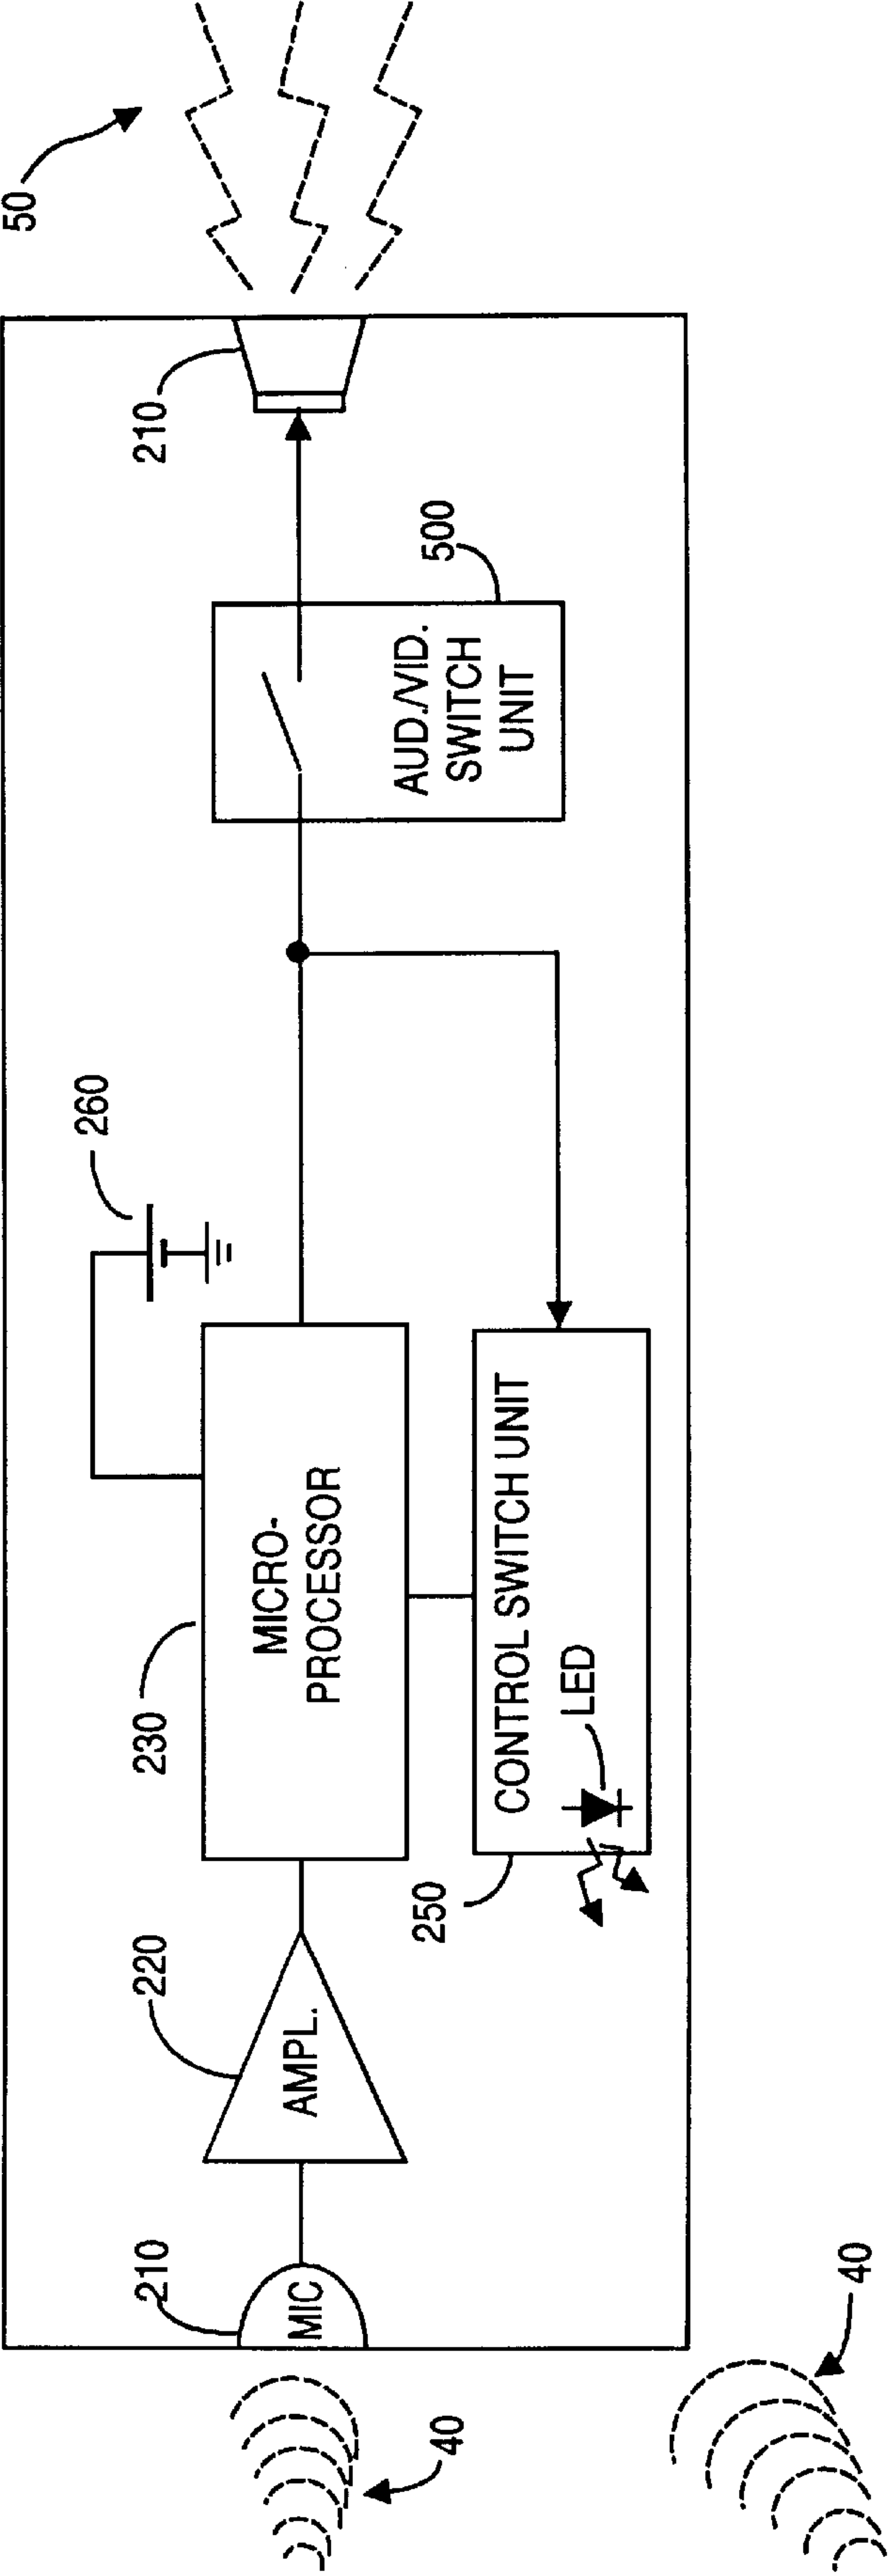 50
210
500
AUD./VID.
SWITCH
UNIT
260
230
MICRO-
PROCESSOR
CONTROL SWITCH UNIT
LED
250
220
AMPL.
210
MIC
40
40